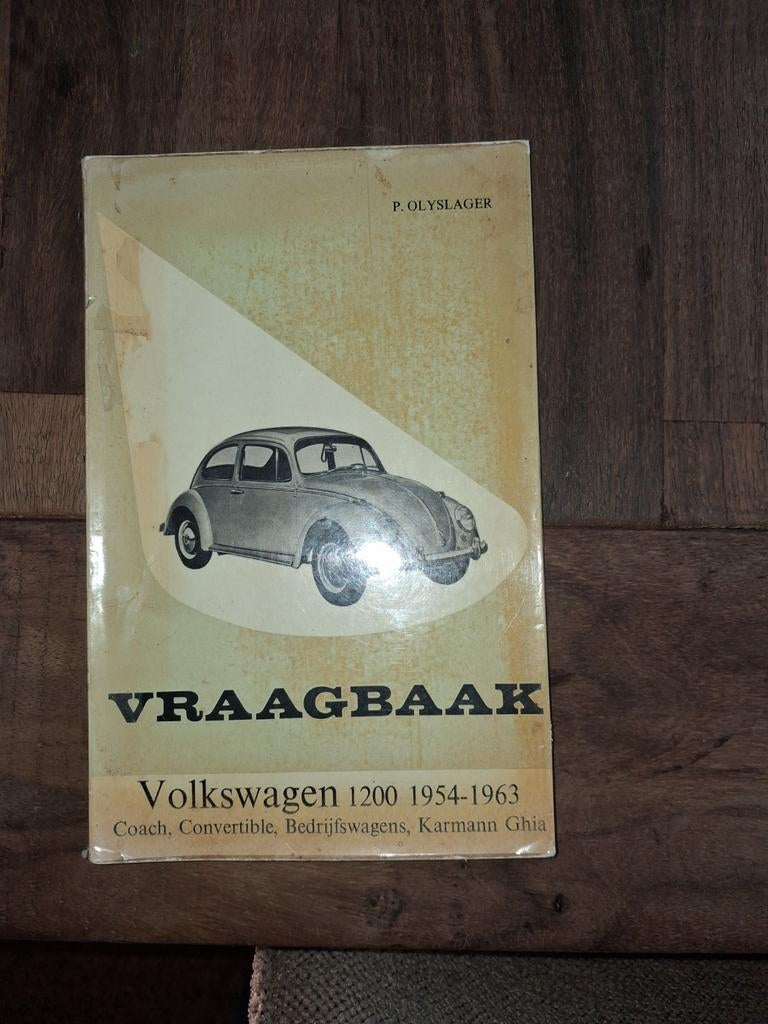 P. OLYSLAGER
VRAAGBAAK
Volkswagen 1200 1954-1963
Coach, Convertible, Bedrijfswagens, Karmann Ghia